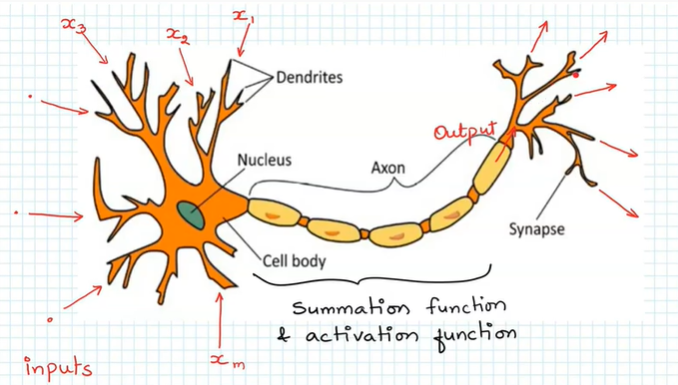 x₁
x₃
x₂
Dendrites
Output
Nucleus
Axon
Synapse
Cell body
Summation function
& activation function
xₘ
inputs